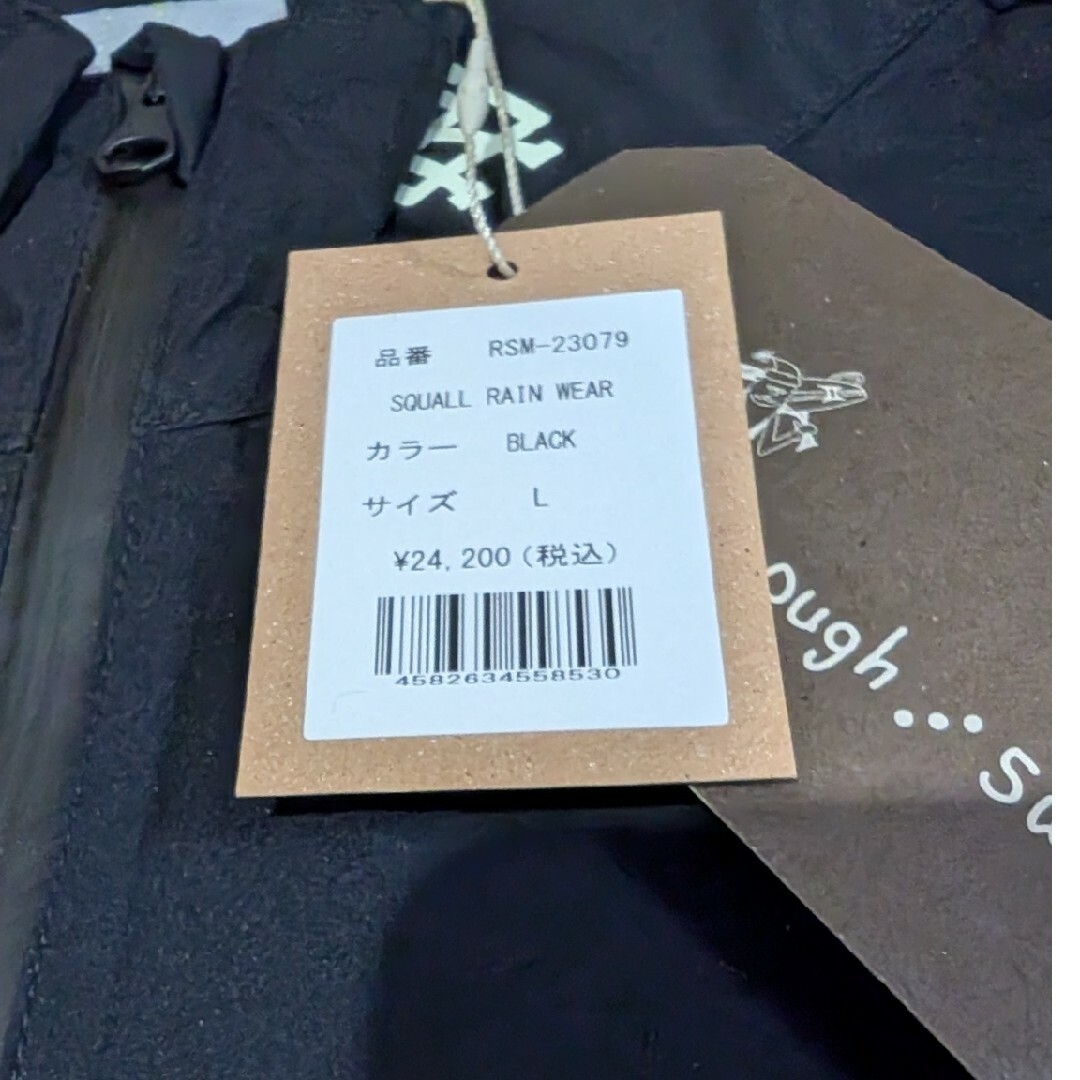 品番 RSM-23079
SQUALL RAIN WEAR
カラー BLACK
サイズ L
¥24,200(税込)
4582634558530
ough...